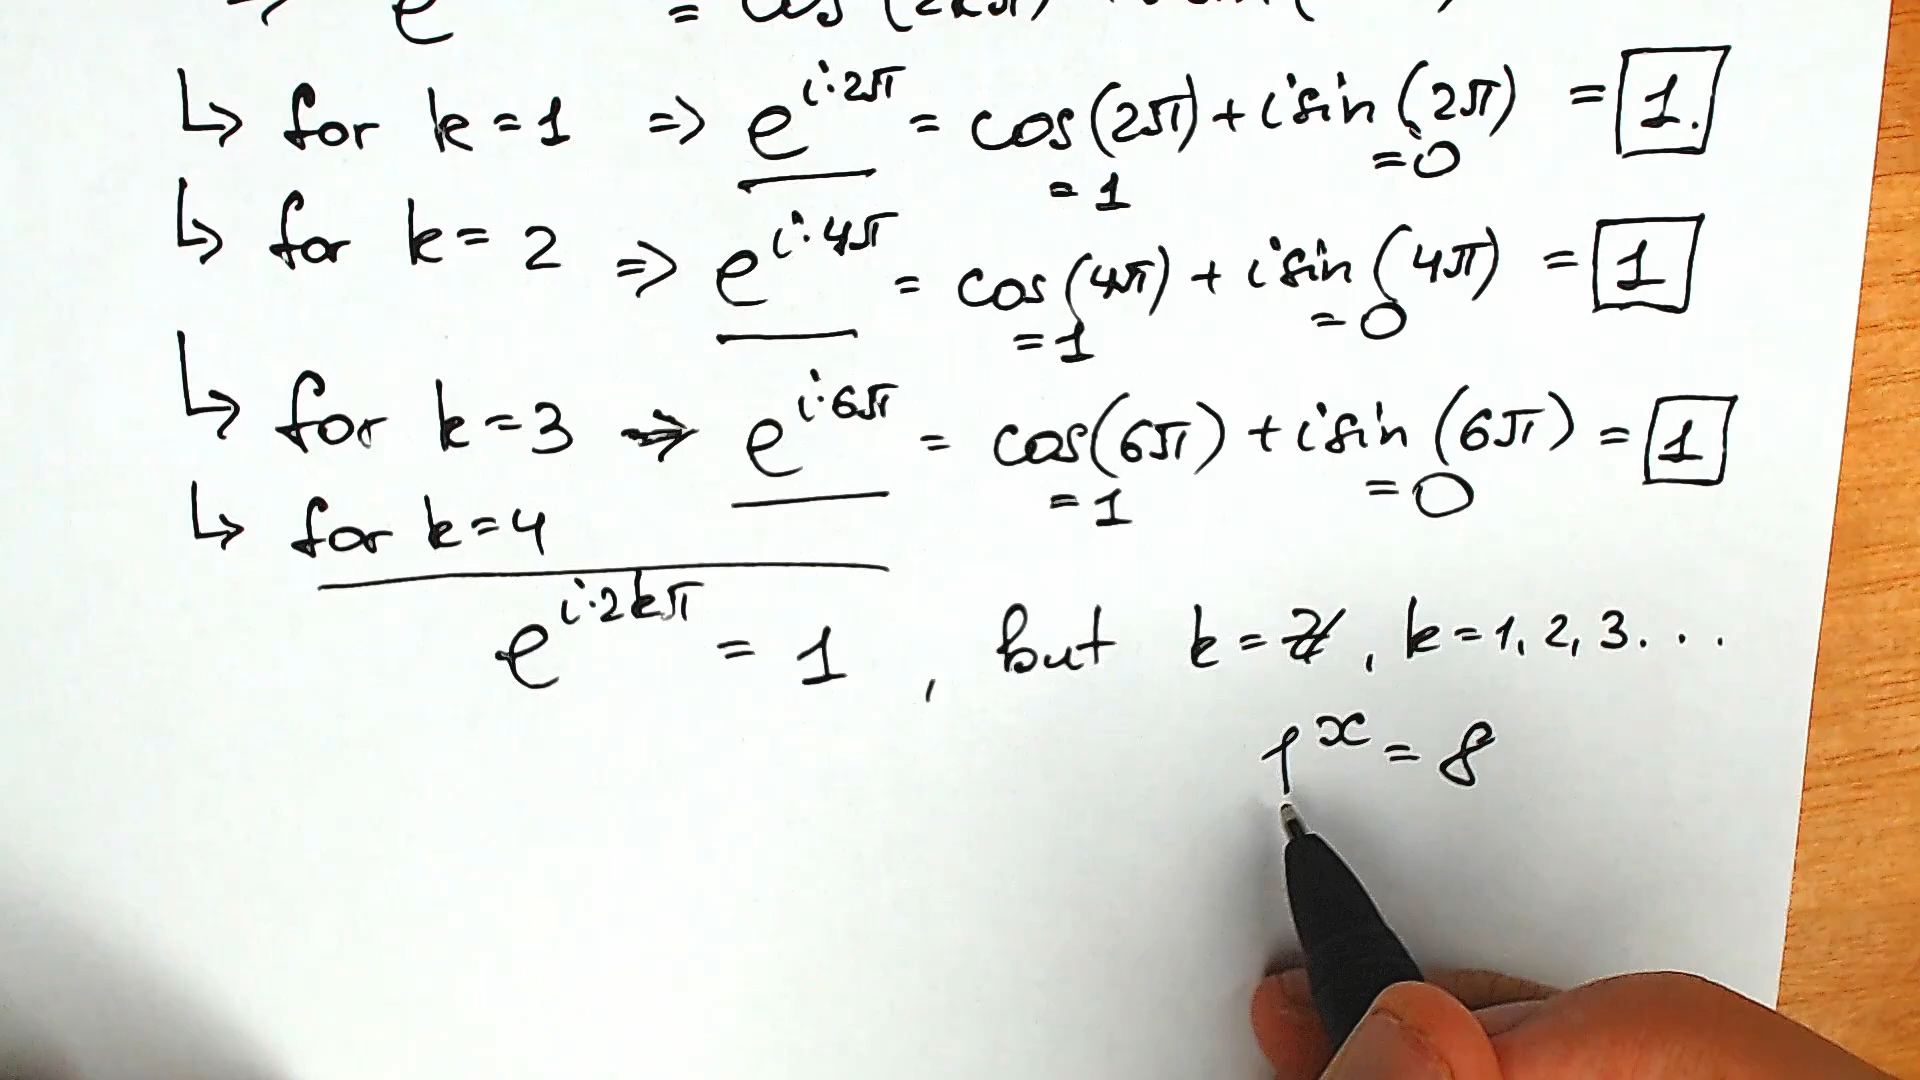 => e = cos (2kπ)
↳ for k=1 => e^{i·2π} = cos(2π) + i sin(2π) = 1.
= 1 = 0
↳ for k=2 => e^{i·4π} = cos(4π) + i sin(4π) = 1
= 1 = 0
↳ for k=3 => e^{i·6π} = cos(6π) + i sin(6π) = 1
= 1 = 0
↳ for k=4
e^{i·2kπ} = 1, but k=ℤ, k=1,2,3...
1^x = 8